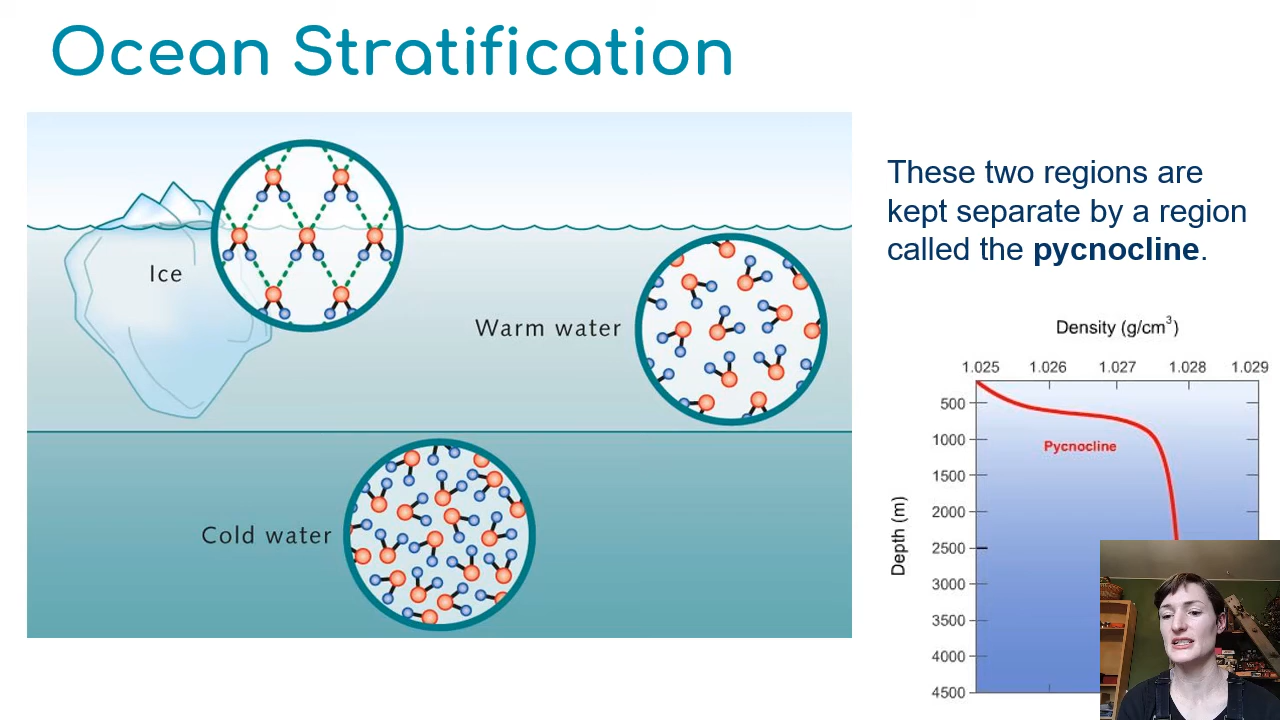 Ocean Stratification
Ice
Warm water
Cold water
These two regions are
kept separate by a region
called the pycnocline.
Density (g/cm³)
1.025 1.026 1.027 1.028 1.029
Pycnocline
Depth (m)
500
1000
1500
2000
2500
3000
3500
4000
4500